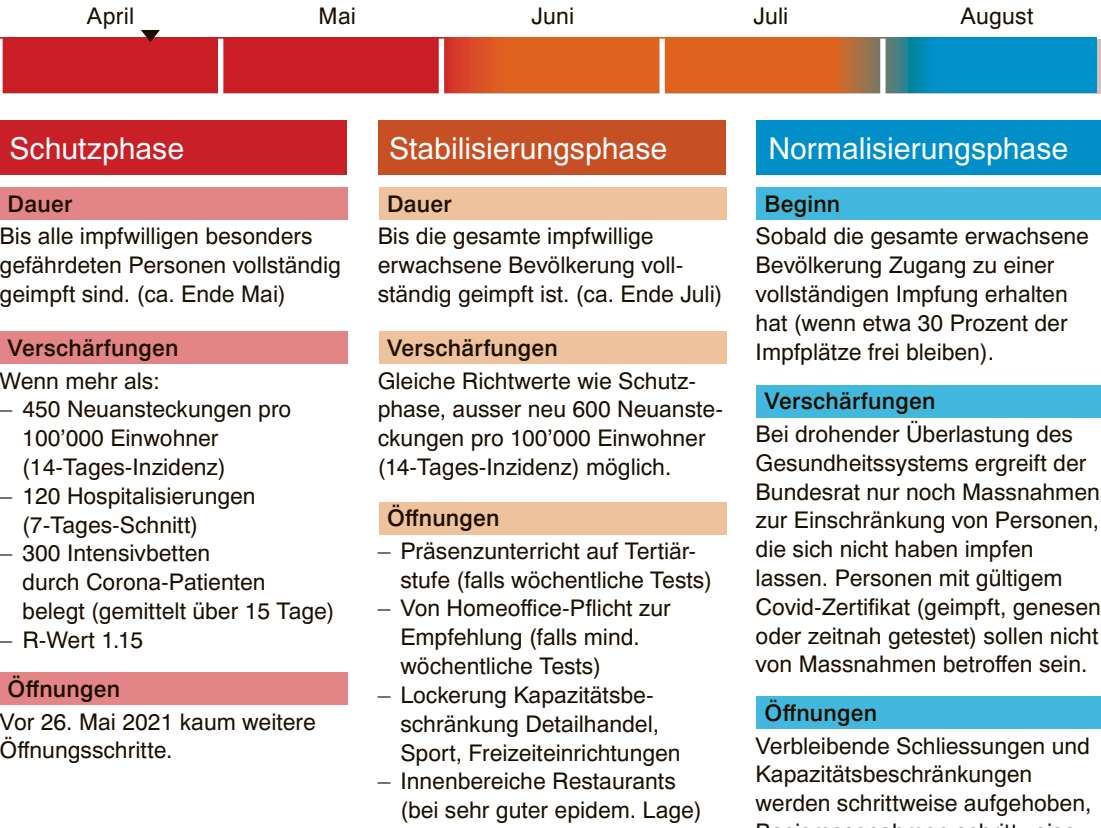 April Mai Juni Juli August
Schutzphase
Dauer
Bis alle impfwilligen besonders
gefährdeten Personen vollständig
geimpft sind. (ca. Ende Mai)
Verschärfungen
Wenn mehr als:
– 450 Neuansteckungen pro
100’000 Einwohner
(14-Tages-Inzidenz)
– 120 Hospitalisierungen
(7-Tages-Schnitt)
– 300 Intensivbetten
durch Corona-Patienten
belegt (gemittelt über 15 Tage)
– R-Wert 1.15
Öffnungen
Vor 26. Mai 2021 kaum weitere
Öffnungsschritte.
Stabilisierungsphase
Dauer
Bis die gesamte impfwillige
erwachsene Bevölkerung voll-
ständig geimpft ist. (ca. Ende Juli)
Verschärfungen
Gleiche Richtwerte wie Schutz-
phase, ausser neu 600 Neuanste-
ckungen pro 100’000 Einwohner
(14-Tages-Inzidenz) möglich.
Öffnungen
– Präsenzunterricht auf Tertiär-
stufe (falls wöchentliche Tests)
– Von Homeoffice-Pflicht zur
Empfehlung (falls mind.
wöchentliche Tests)
– Lockerung Kapazitätsbe-
schränkung Detailhandel,
Sport, Freizeiteinrichtungen
– Innenbereiche Restaurants
(bei sehr guter epidem. Lage)
Normalisierungsphase
Beginn
Sobald die gesamte erwachsene
Bevölkerung Zugang zu einer
vollständigen Impfung erhalten
hat (wenn etwa 30 Prozent der
Impfplätze frei bleiben).
Verschärfungen
Bei drohender Überlastung des
Gesundheitssystems ergreift der
Bundesrat nur noch Massnahmen
zur Einschränkung von Personen,
die sich nicht haben impfen
lassen. Personen mit gültigem
Covid-Zertifikat (geimpft, genesen
oder zeitnah getestet) sollen nicht
von Massnahmen betroffen sein.
Öffnungen
Verbleibende Schliessungen und
Kapazitätsbeschränkungen
werden schrittweise aufgehoben,